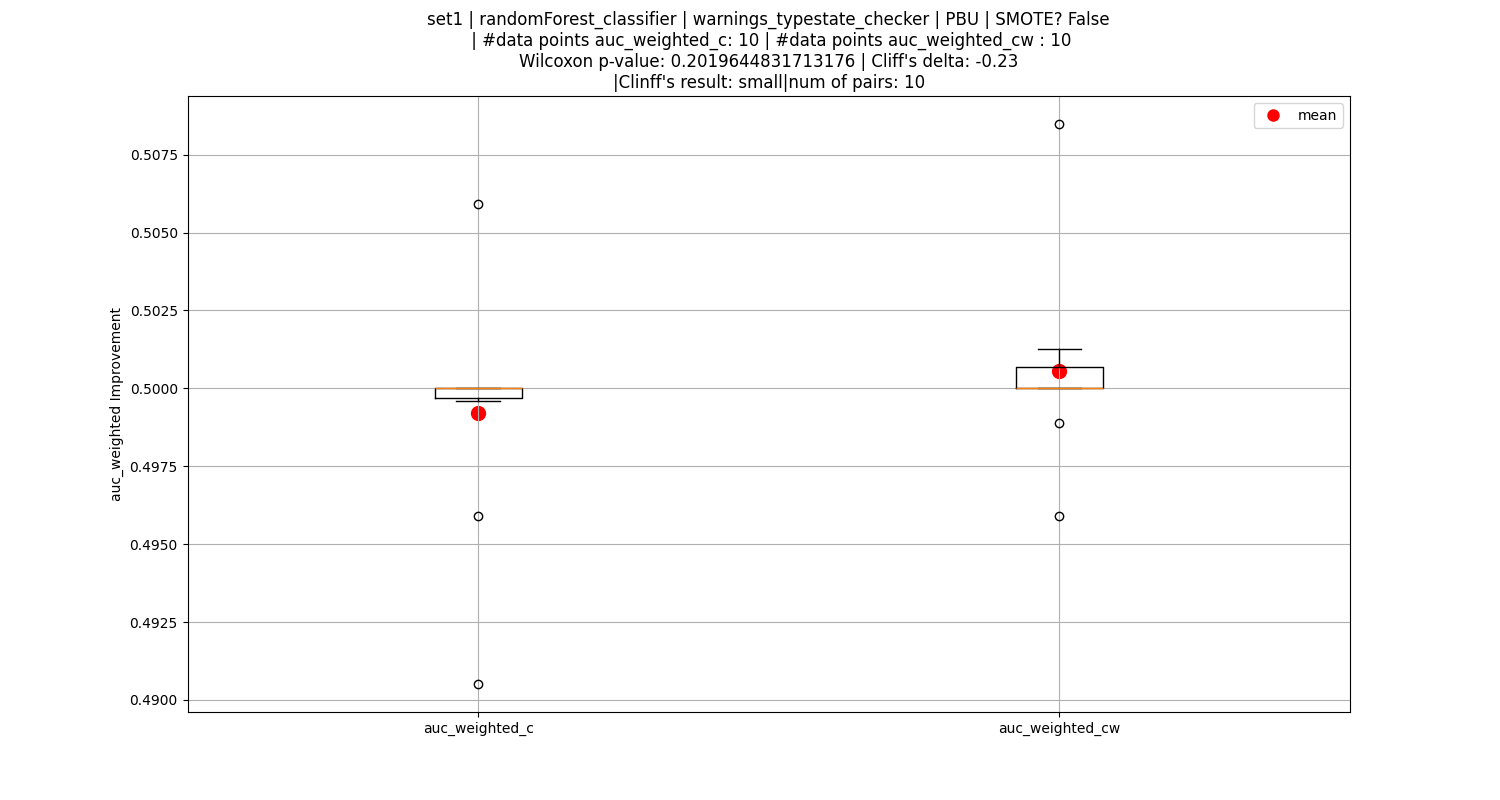 set1 | randomForest_classifier | warnings_typestate_checker | PBU | SMOTE? False
| #data points auc_weighted_c: 10 | #data points auc_weighted_cw : 10
Wilcoxon p-value: 0.2019644831713176 | Cliff's delta: -0.23
|Clinff's result: small|num of pairs: 10
mean
0.5075
0.5050
0.5025
0.5000
0.4975
0.4950
0.4925
0.4900
auc_weighted Improvement
auc_weighted_c
auc_weighted_cw